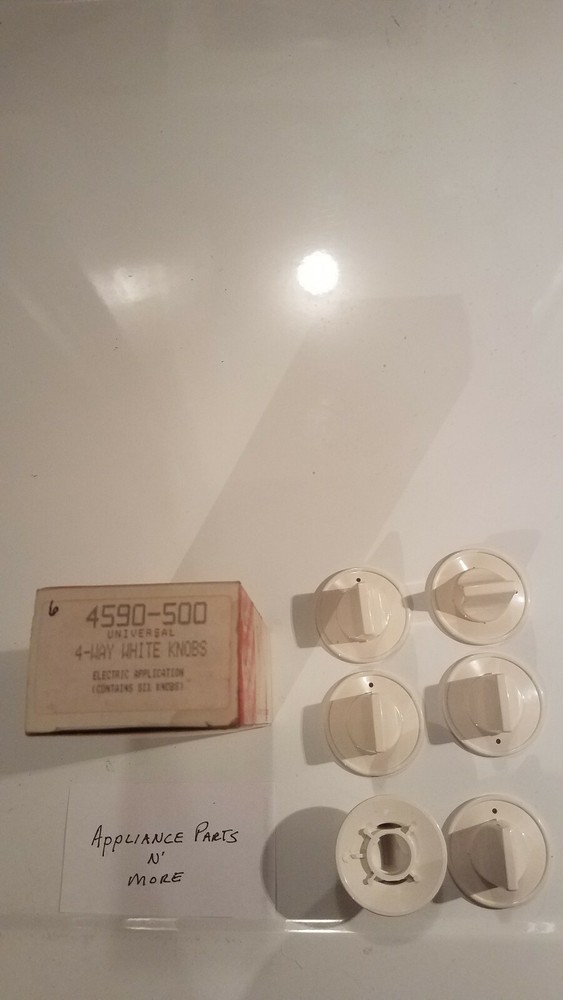 6
4590-500
UNIVERSAL
4-WAY WHITE KNOBS
ELECTRIC APPLICATION
(CONTAINS SIX KNOBS)
APPLIANCE PARTS
N'
MORE